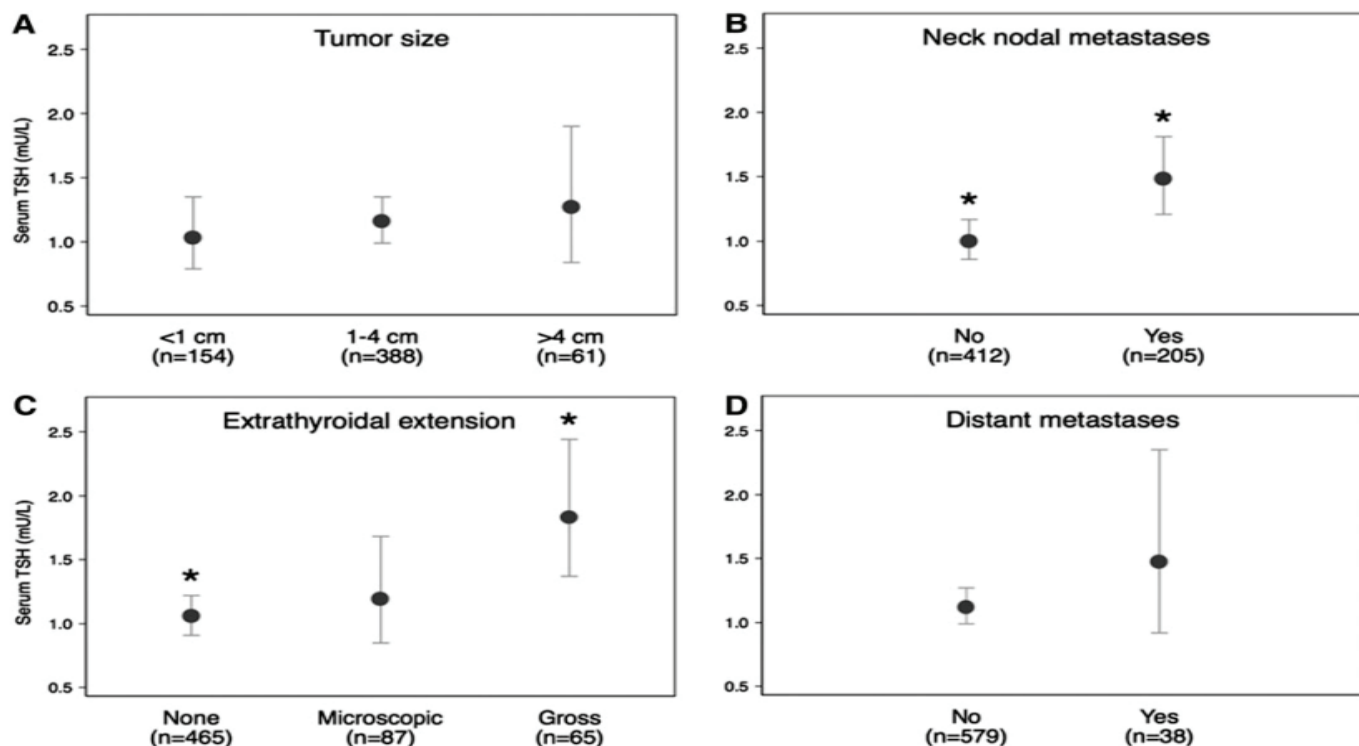 A
Tumor size
Serum TSH (mU/L)
2.5
2.0
1.5
1.0
0.5
<1 cm 1-4 cm >4 cm
(n=154) (n=388) (n=61)
B
Neck nodal metastases
2.5
2.0
1.5
1.0
0.5
*
*
No Yes
(n=412) (n=205)
C
Extrathyroidal extension
Serum TSH (mU/L)
2.5
2.0
1.5
1.0
0.5
*
*
None Microscopic Gross
(n=465) (n=87) (n=65)
D
Distant metastases
2.5
2.0
1.5
1.0
0.5
No Yes
(n=579) (n=38)